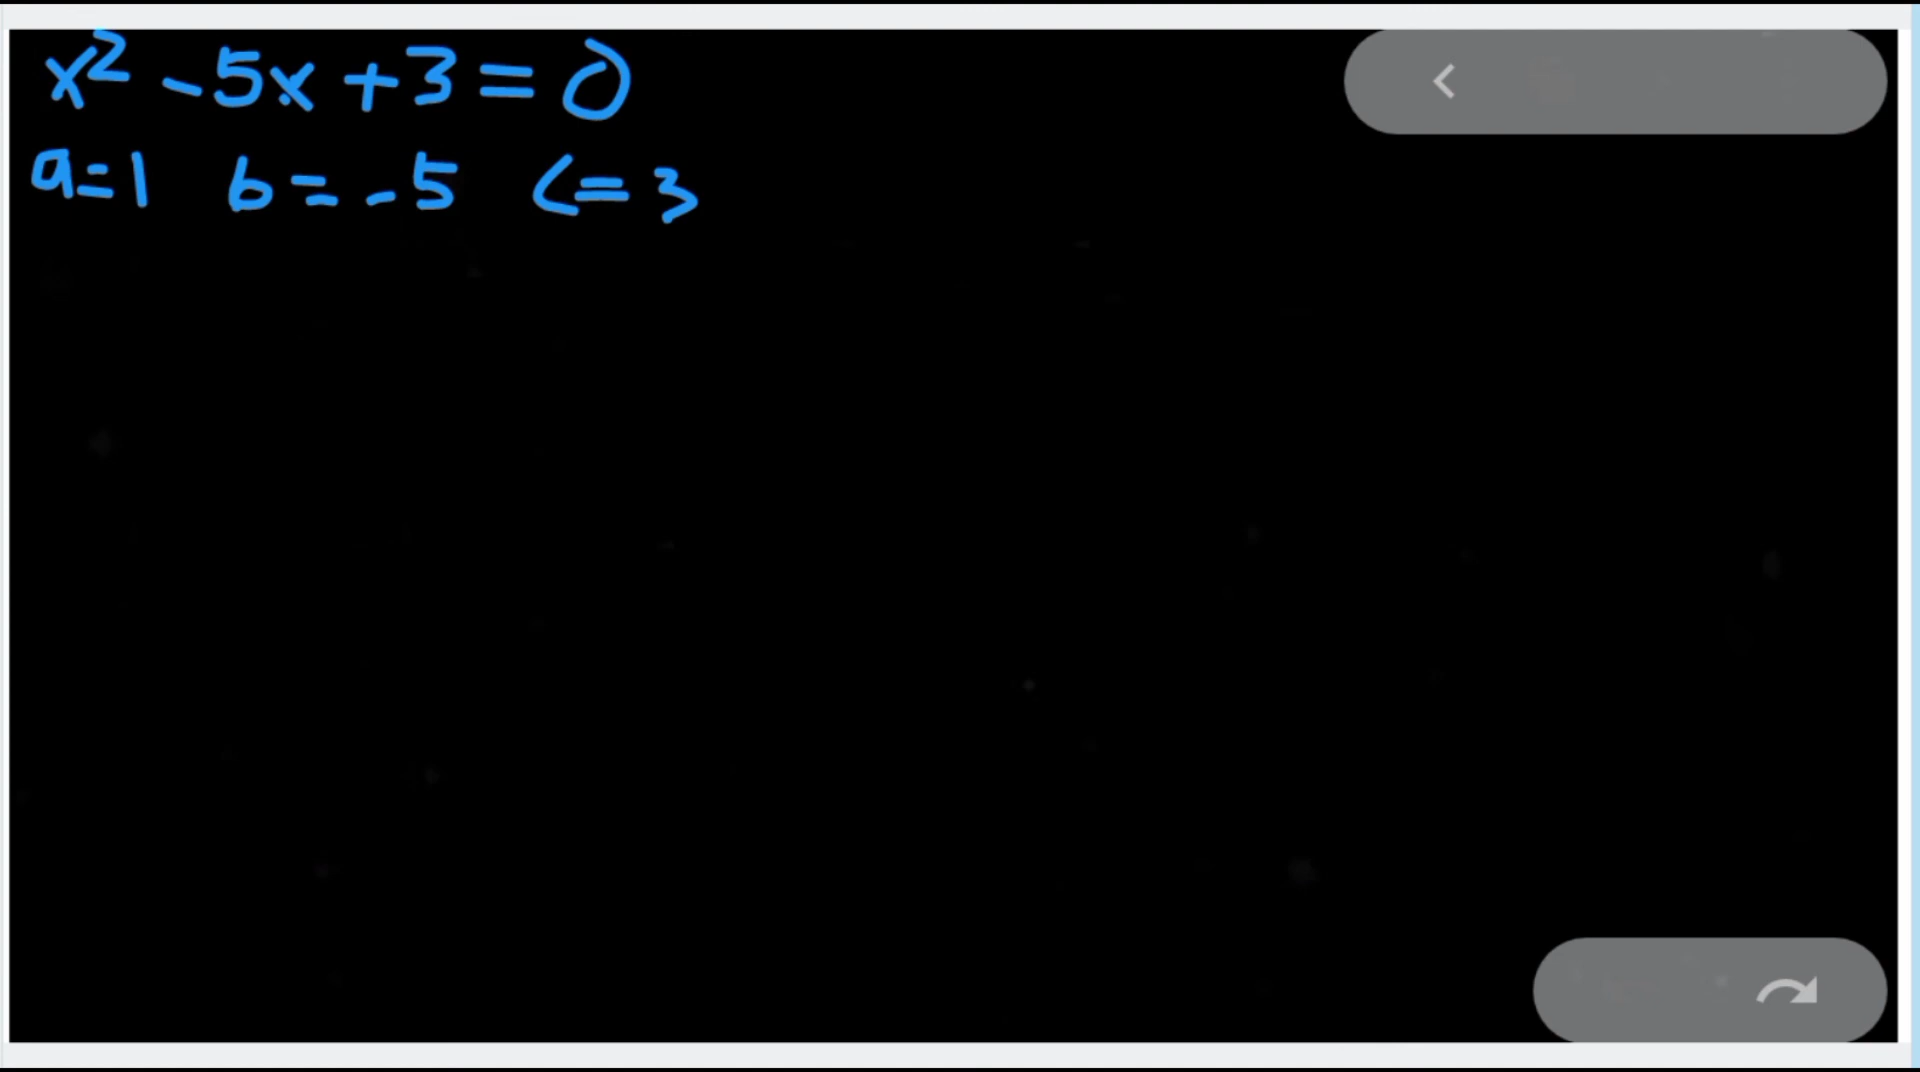 x² - 5x + 3 = 0
a = 1 b = - 5 c = 3